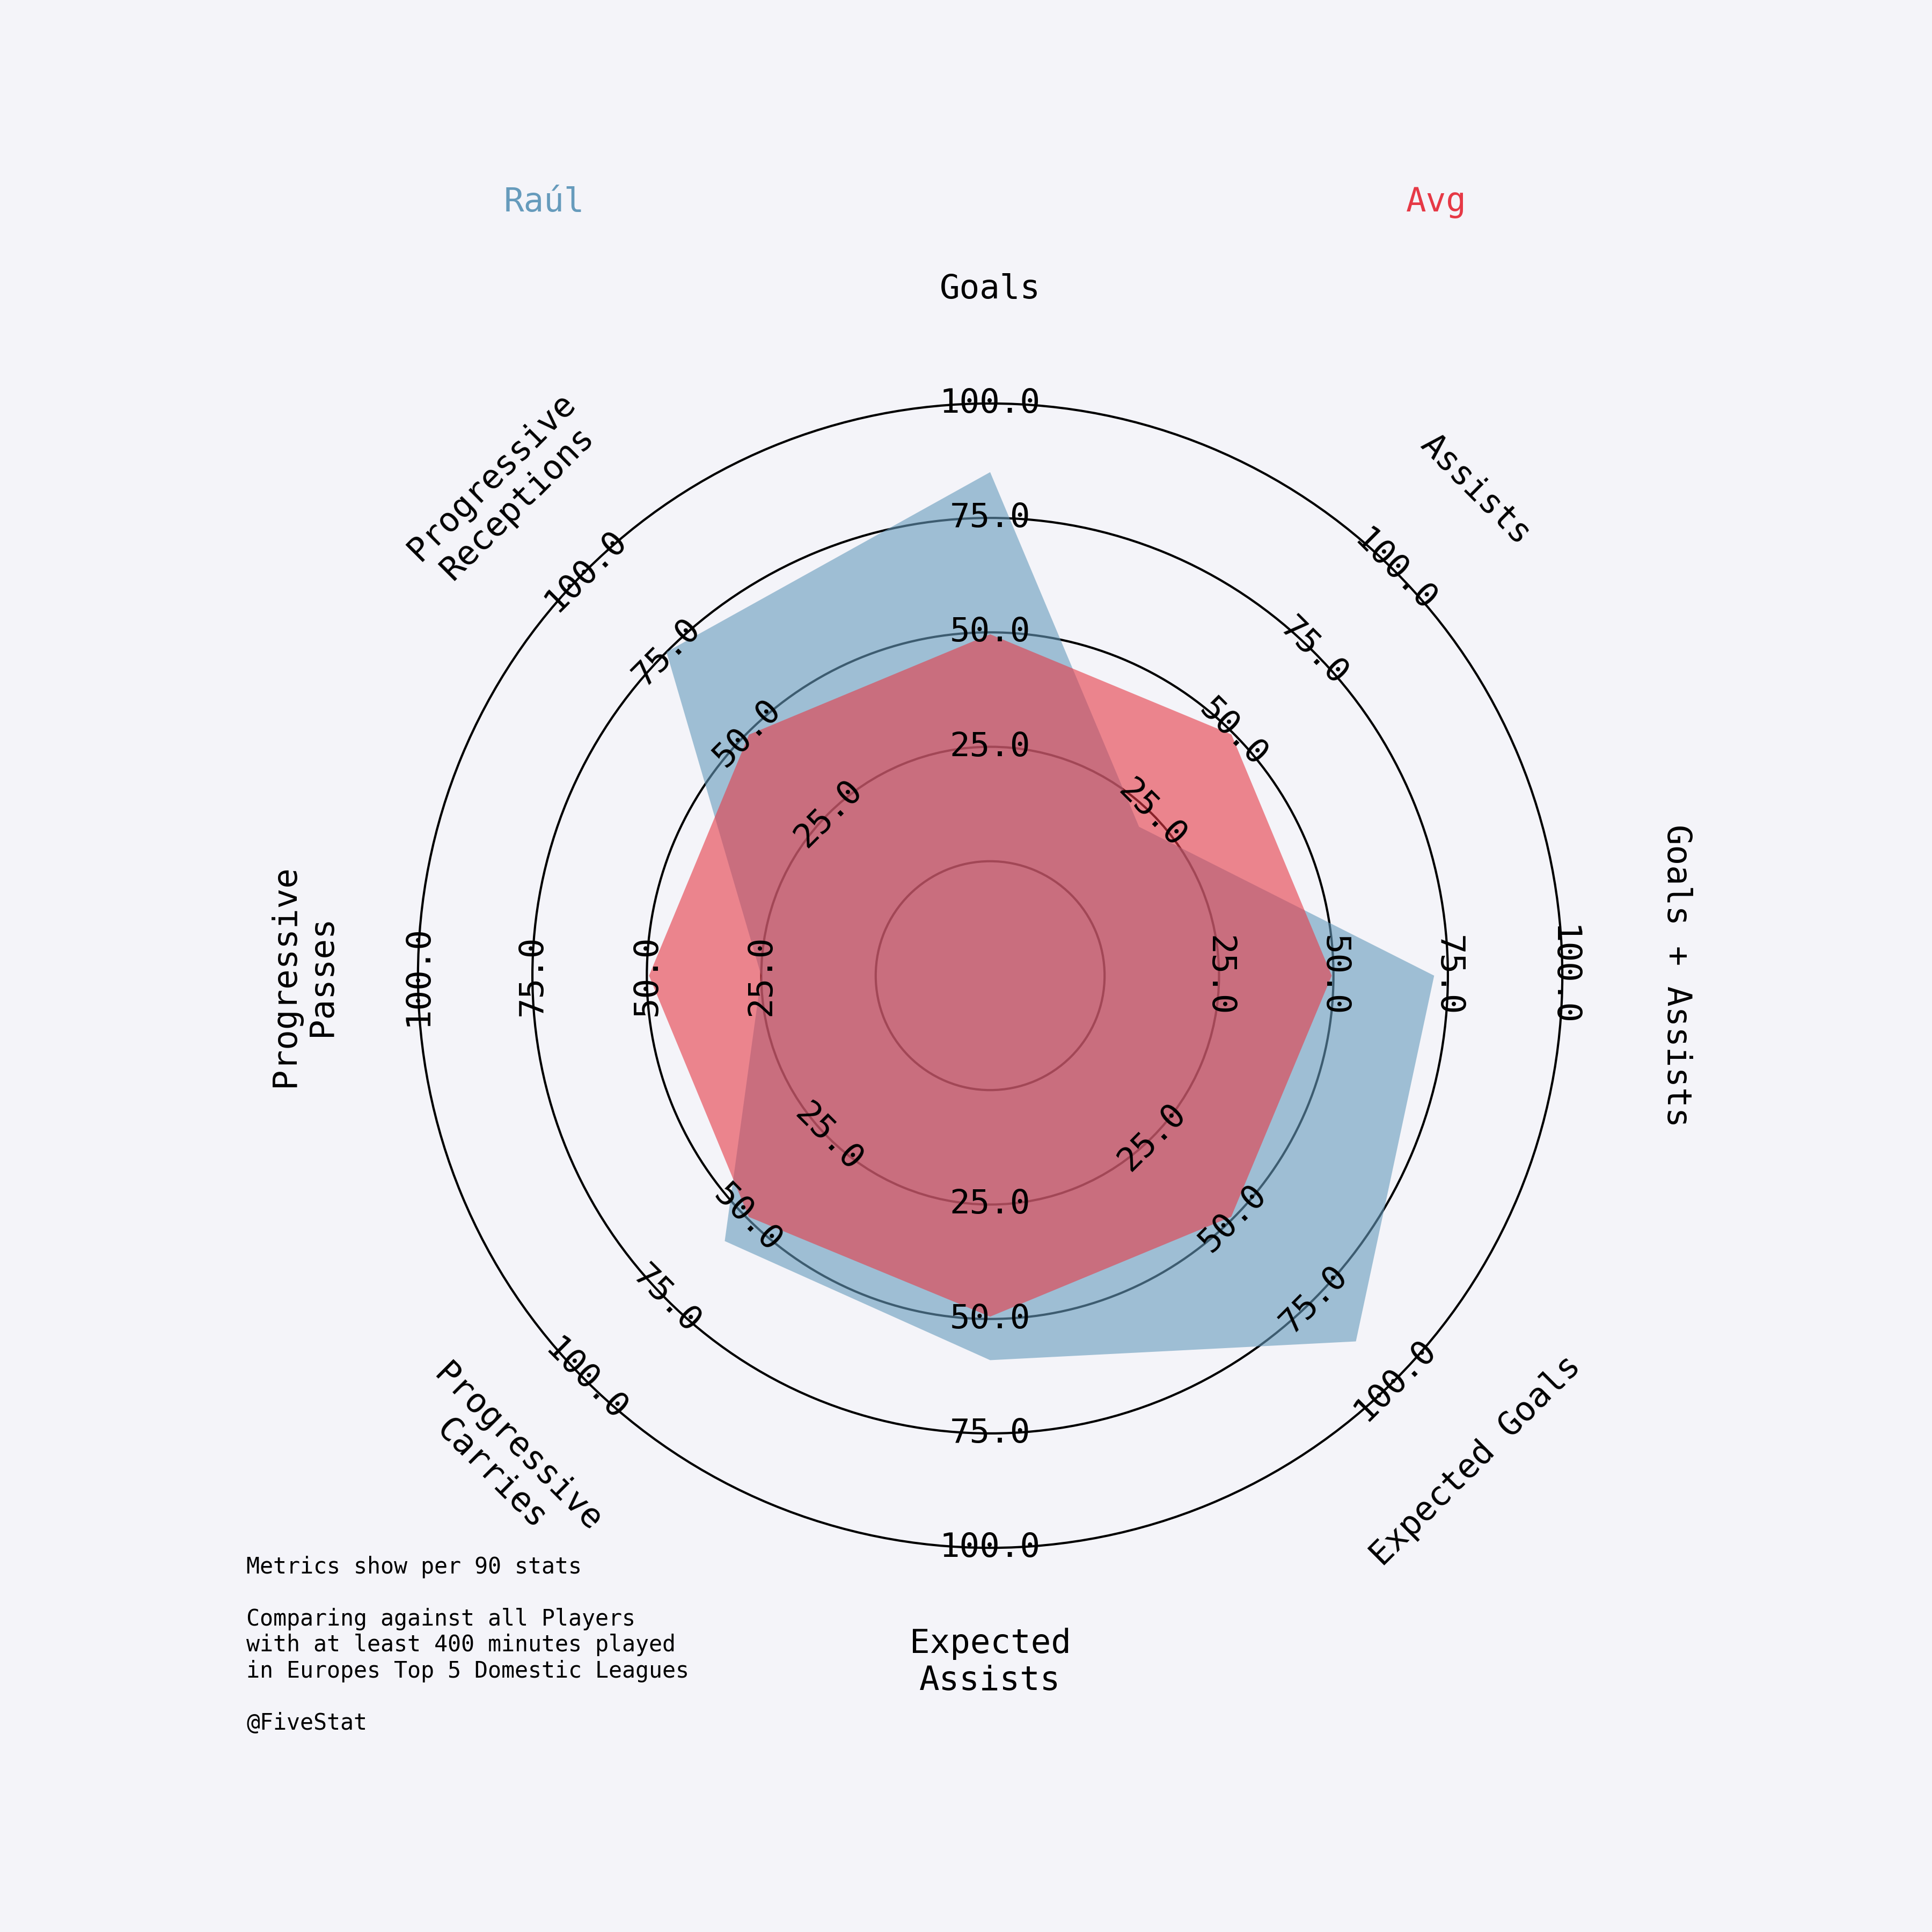 Raúl
Avg
Goals
Assists
Goals + Assists
Expected Goals
Expected
Assists
Progressive
Carries
Progressive
Passes
Progressive
Receptions
25.0
50.0
75.0
100.0
25.0
50.0
75.0
100.0
25.0
50.0
75.0
100.0
25.0
50.0
75.0
100.0
25.0
50.0
75.0
100.0
25.0
50.0
75.0
100.0
25.0
50.0
75.0
100.0
25.0
50.0
75.0
100.0
Metrics show per 90 stats
Comparing against all Players
with at least 400 minutes played
in Europes Top 5 Domestic Leagues
@FiveStat